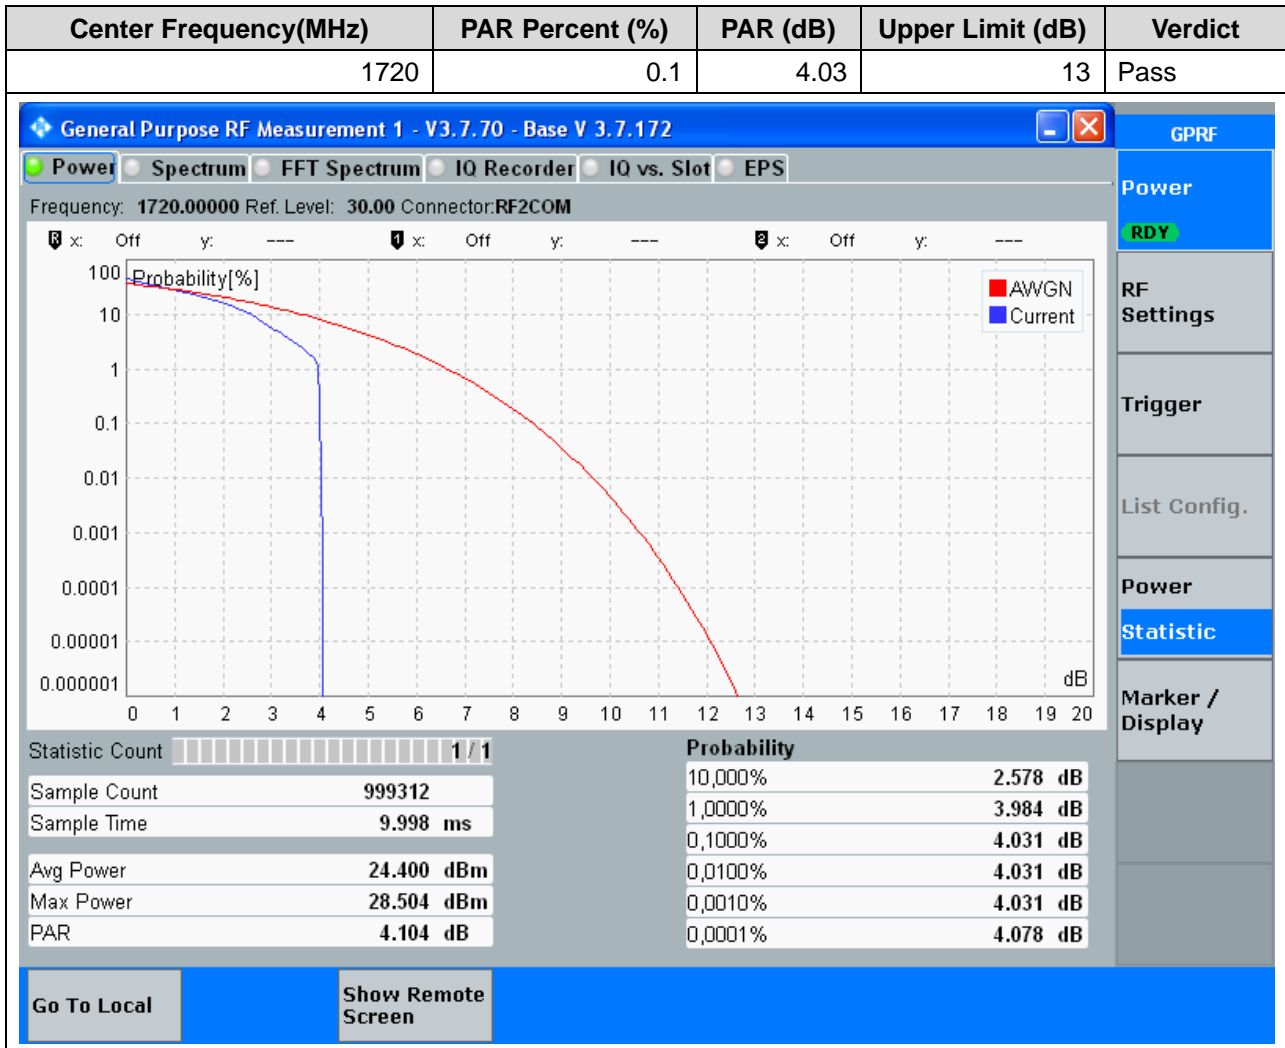 Center Frequency(MHz) PAR Percent (%) PAR (dB) Upper Limit (dB) Verdict
1720 0.1 4.03 13 Pass
General Purpose RF Measurement 1 - V3.7.70 - Base V 3.7.172
GPRF
Power Spectrum FFT Spectrum IQ Recorder IQ vs. Slot EPS
Frequency: 1720.00000 Ref. Level: 30.00 Connector:RF2COM
R x: Off y: --- 1 x: Off y: --- 2 x: Off y: ---
Probability[%]
AWGN
Current
100
10
1
0.1
0.01
0.001
0.0001
0.00001
0.000001
dB
0 1 2 3 4 5 6 7 8 9 10 11 12 13 14 15 16 17 18 19 20
Statistic Count 1 / 1
Sample Count 999312
Sample Time 9.998 ms
Avg Power 24.400 dBm
Max Power 28.504 dBm
PAR 4.104 dB
Probability
10,000% 2.578 dB
1,0000% 3.984 dB
0,1000% 4.031 dB
0,0100% 4.031 dB
0,0010% 4.031 dB
0,0001% 4.078 dB
Power
RDY
RF
Settings
Trigger
List Config.
Power
Statistic
Marker /
Display
Go To Local
Show Remote
Screen